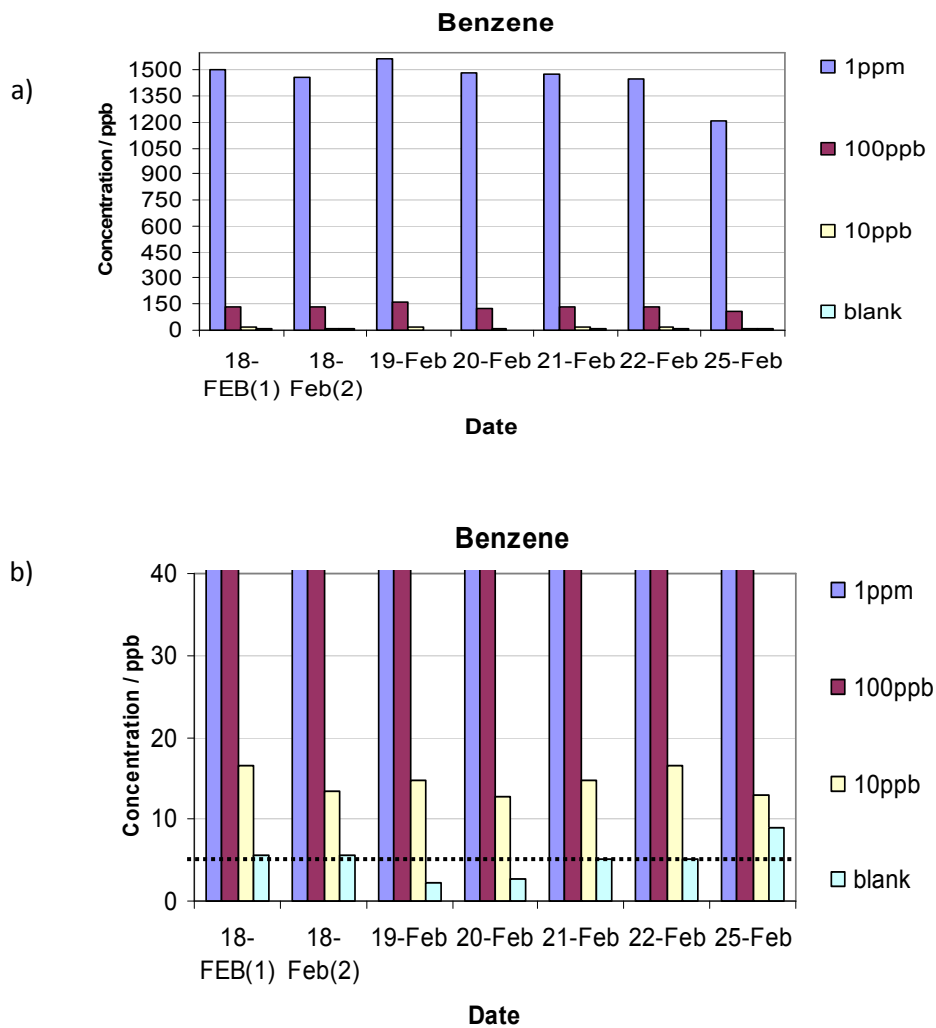 a)
Benzene
Concentration / ppb
1500
1350
1200
1050
900
750
600
450
300
150
0
18-
FEB(1)
18-
Feb(2)
19-Feb
20-Feb
21-Feb
22-Feb
25-Feb
Date
1ppm
100ppb
10ppb
blank
b)
Benzene
Concentration / ppb
40
30
20
10
0
18-
FEB(1)
18-
Feb(2)
19-Feb
20-Feb
21-Feb
22-Feb
25-Feb
Date
1ppm
100ppb
10ppb
blank